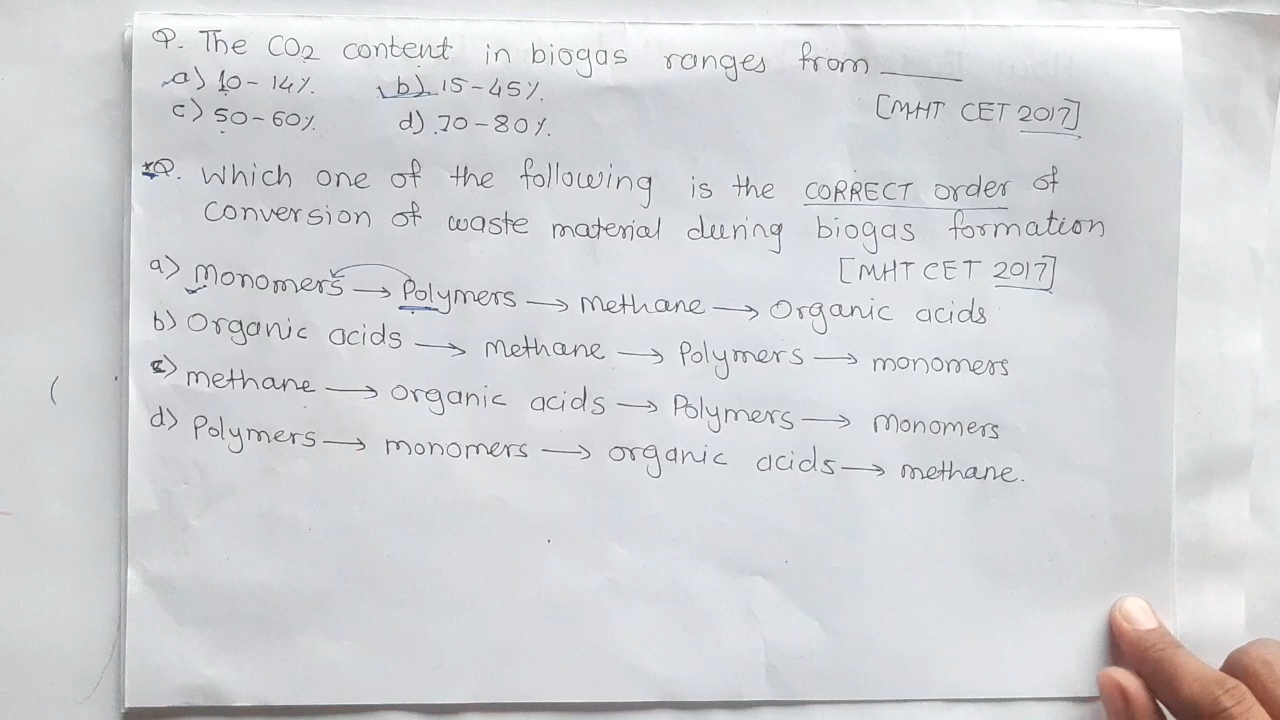 Q. The CO2 content in biogas ranges from ____
a) 10-14%. b) 15-45%.
c) 50-60%. d) 70-80%.
[MHT CET 2017]
*Q. Which one of the following is the CORRECT order of
conversion of waste material during biogas formation
[MHT CET 2017]
a) Monomers → Polymers → Methane → Organic acids
b) Organic acids → Methane → Polymers → monomers
c) methane → organic acids → Polymers → monomers
d) Polymers → monomers → organic acids → methane.